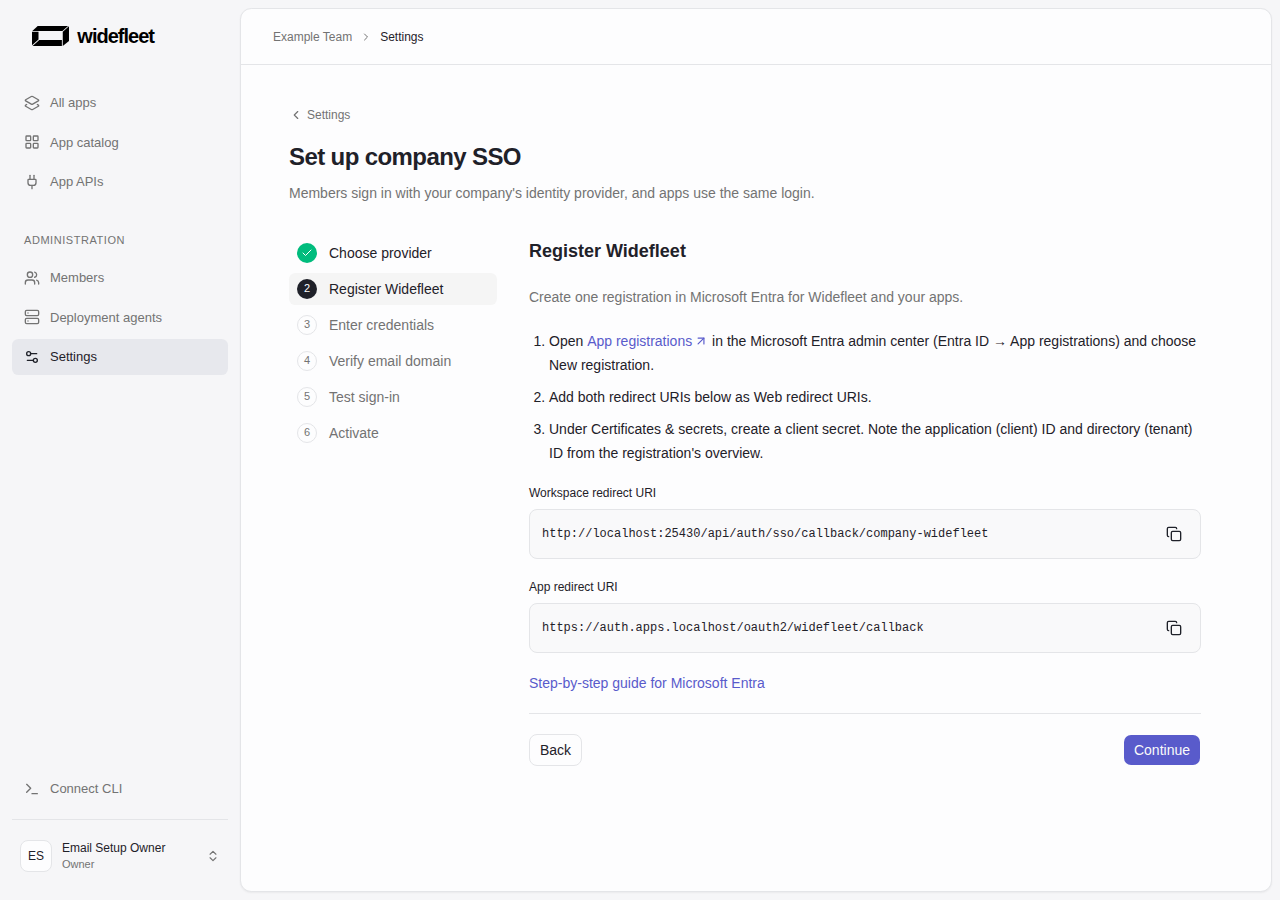 widefleet
All apps
App catalog
App APIs
ADMINISTRATION
Members
Deployment agents
Settings
Connect CLI
ES
Email Setup Owner
Owner
Example Team
Settings
Settings
Set up company SSO
Members sign in with your company's identity provider, and apps use the same login.
Choose provider
2 Register Widefleet
3 Enter credentials
4 Verify email domain
5 Test sign-in
6 Activate
Register Widefleet
Create one registration in Microsoft Entra for Widefleet and your apps.
1. Open App registrations ↗ in the Microsoft Entra admin center (Entra ID → App registrations) and choose
New registration.
2. Add both redirect URIs below as Web redirect URIs.
3. Under Certificates & secrets, create a client secret. Note the application (client) ID and directory (tenant)
ID from the registration's overview.
Workspace redirect URI
http://localhost:25430/api/auth/sso/callback/company-widefleet
App redirect URI
https://auth.apps.localhost/oauth2/widefleet/callback
Step-by-step guide for Microsoft Entra
Back
Continue